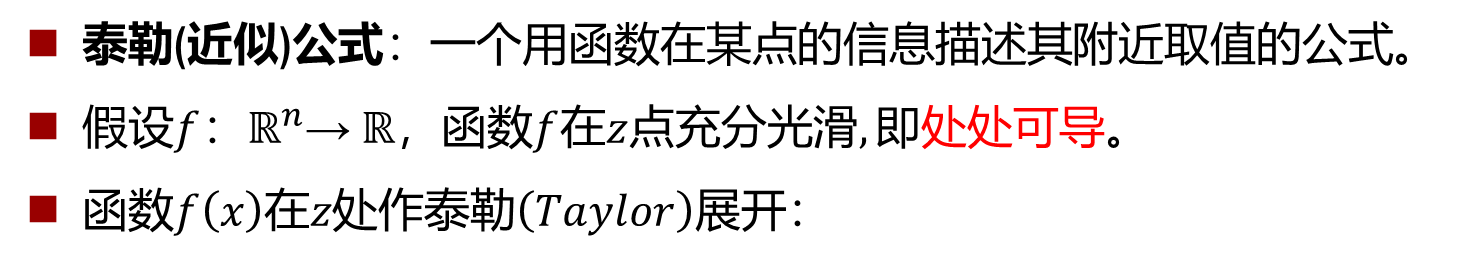 ■ 泰勒(近似)公式：一个用函数在某点的信息描述其附近取值的公式。
■ 假设𝑓：ℝⁿ→ ℝ，函数𝑓在𝑧点充分光滑,即处处可导。
■ 函数𝑓(𝑥)在𝑧处作泰勒(𝑇𝑎𝑦𝑙𝑜𝑟)展开：